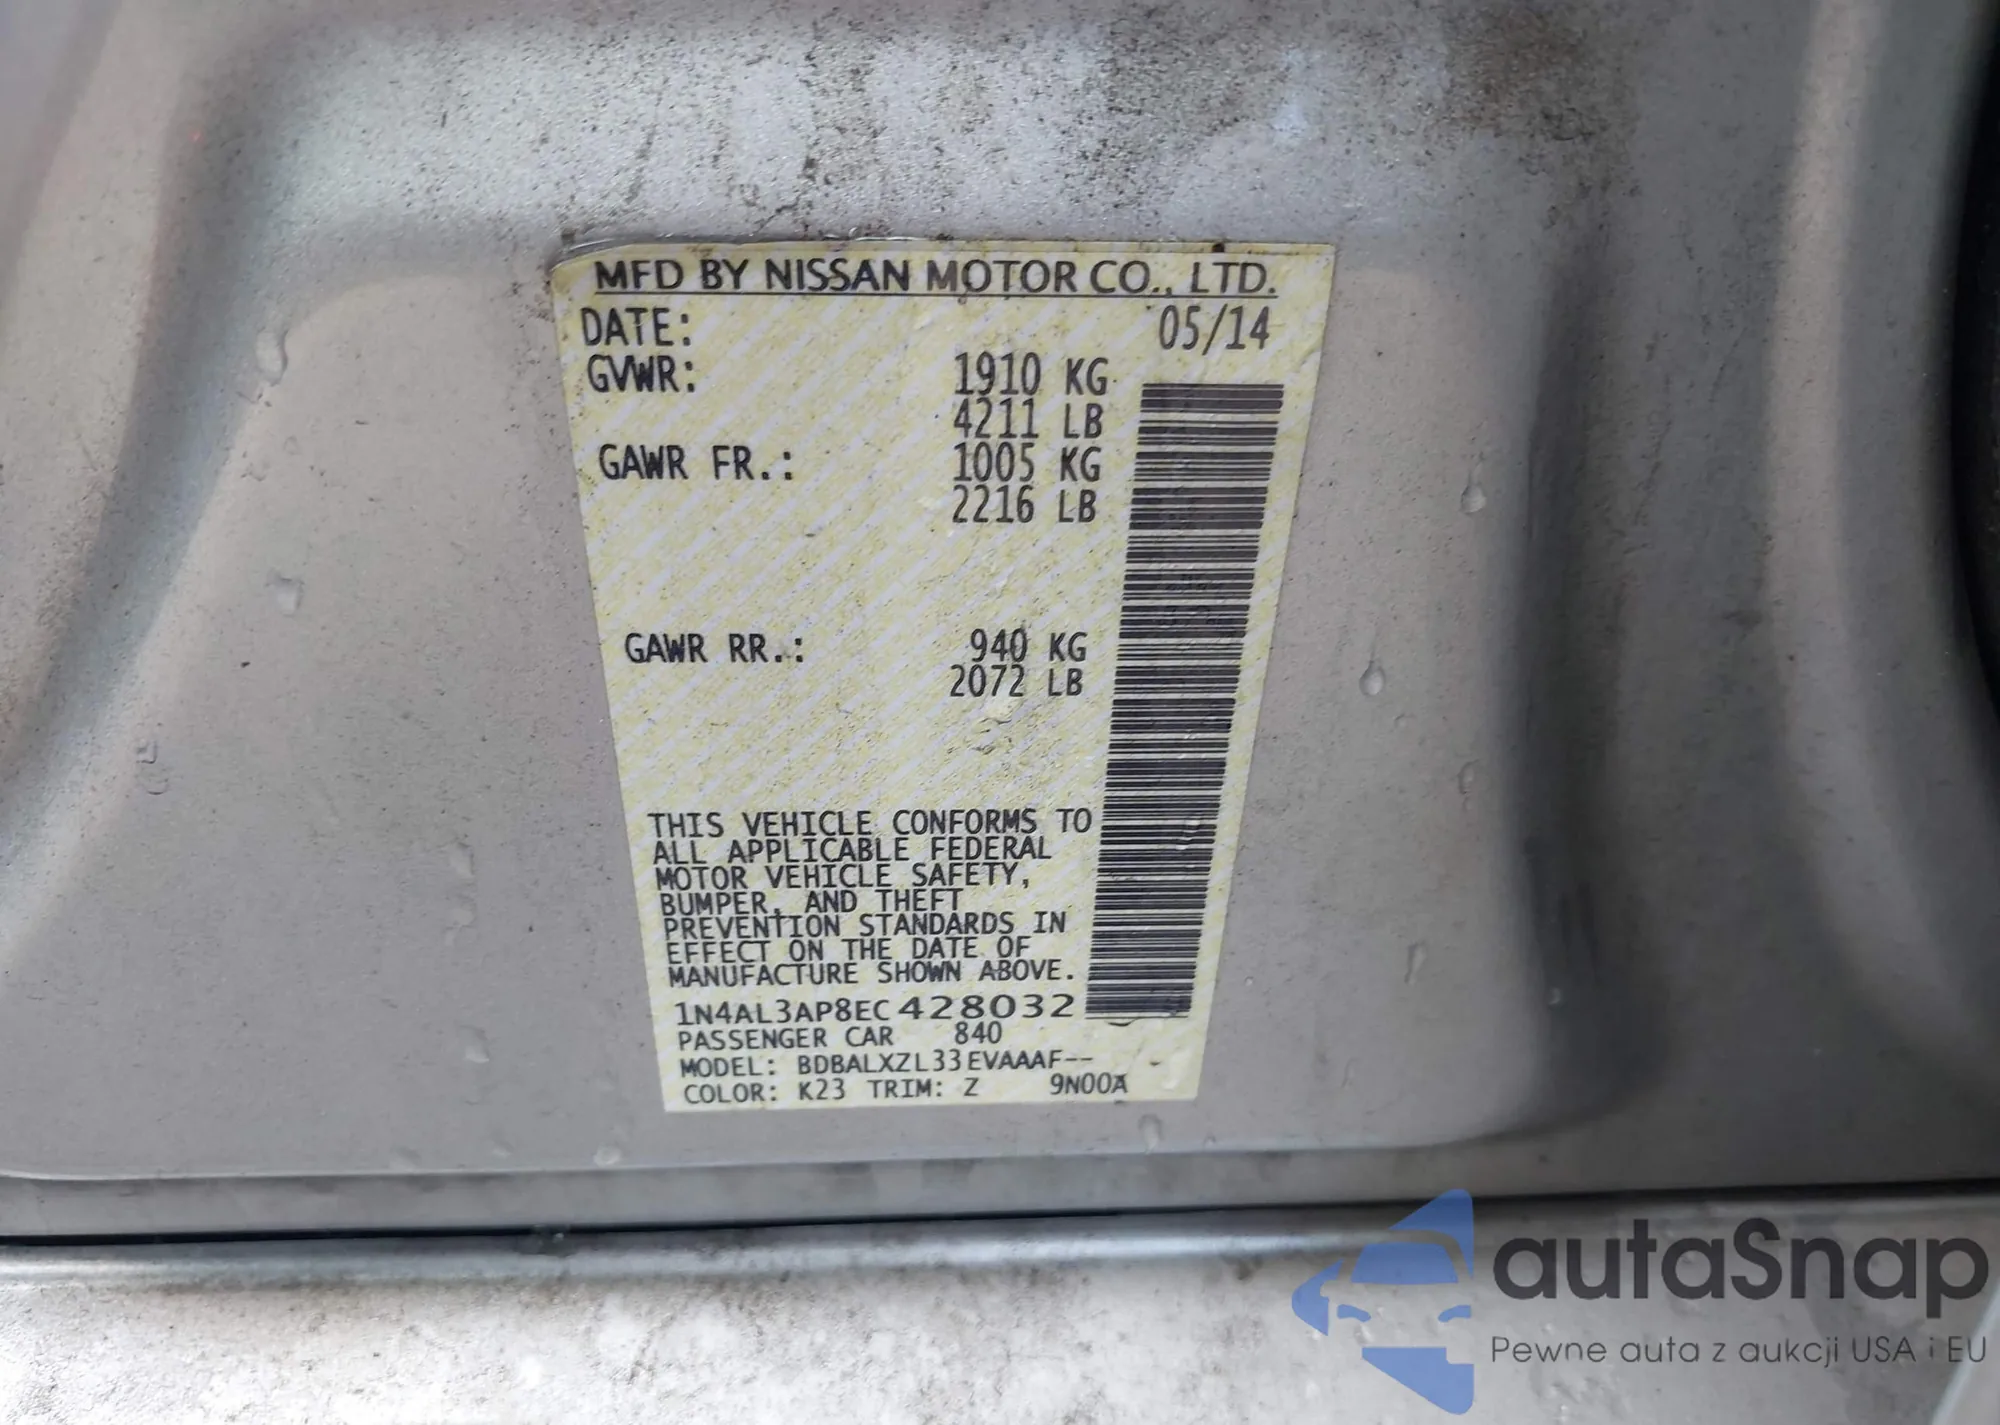 MFD BY NISSAN MOTOR CO., LTD.
DATE: 05/14
GVWR: 1910 KG
4211 LB
GAWR FR.: 1005 KG
2216 LB
GAWR RR.: 940 KG
2072 LB
THIS VEHICLE CONFORMS TO
ALL APPLICABLE FEDERAL
MOTOR VEHICLE SAFETY,
BUMPER, AND THEFT
PREVENTION STANDARDS IN
EFFECT ON THE DATE OF
MANUFACTURE SHOWN ABOVE.
1N4AL3AP8EC428032
PASSENGER CAR 840
MODEL: BDBALXZL33EVAAAF--
COLOR: K23 TRIM: Z 9N00A
autaSnap
Pewne auta z aukcji USA i EU